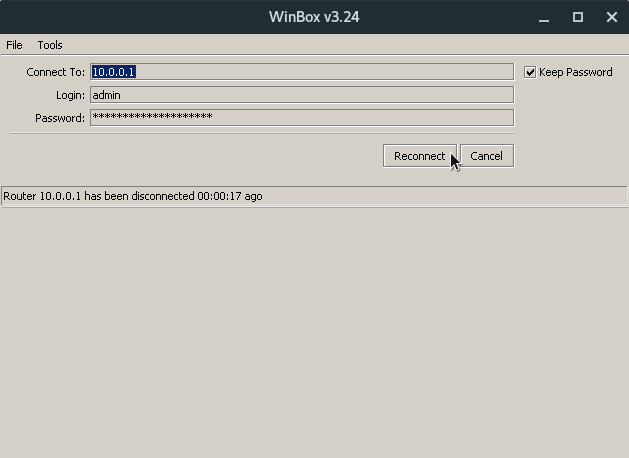 WinBox v3.24
File Tools
Connect To: 10.0.0.1 Keep Password
Login: admin
Password: ********************
Reconnect Cancel
Router 10.0.0.1 has been disconnected 00:00:17 ago